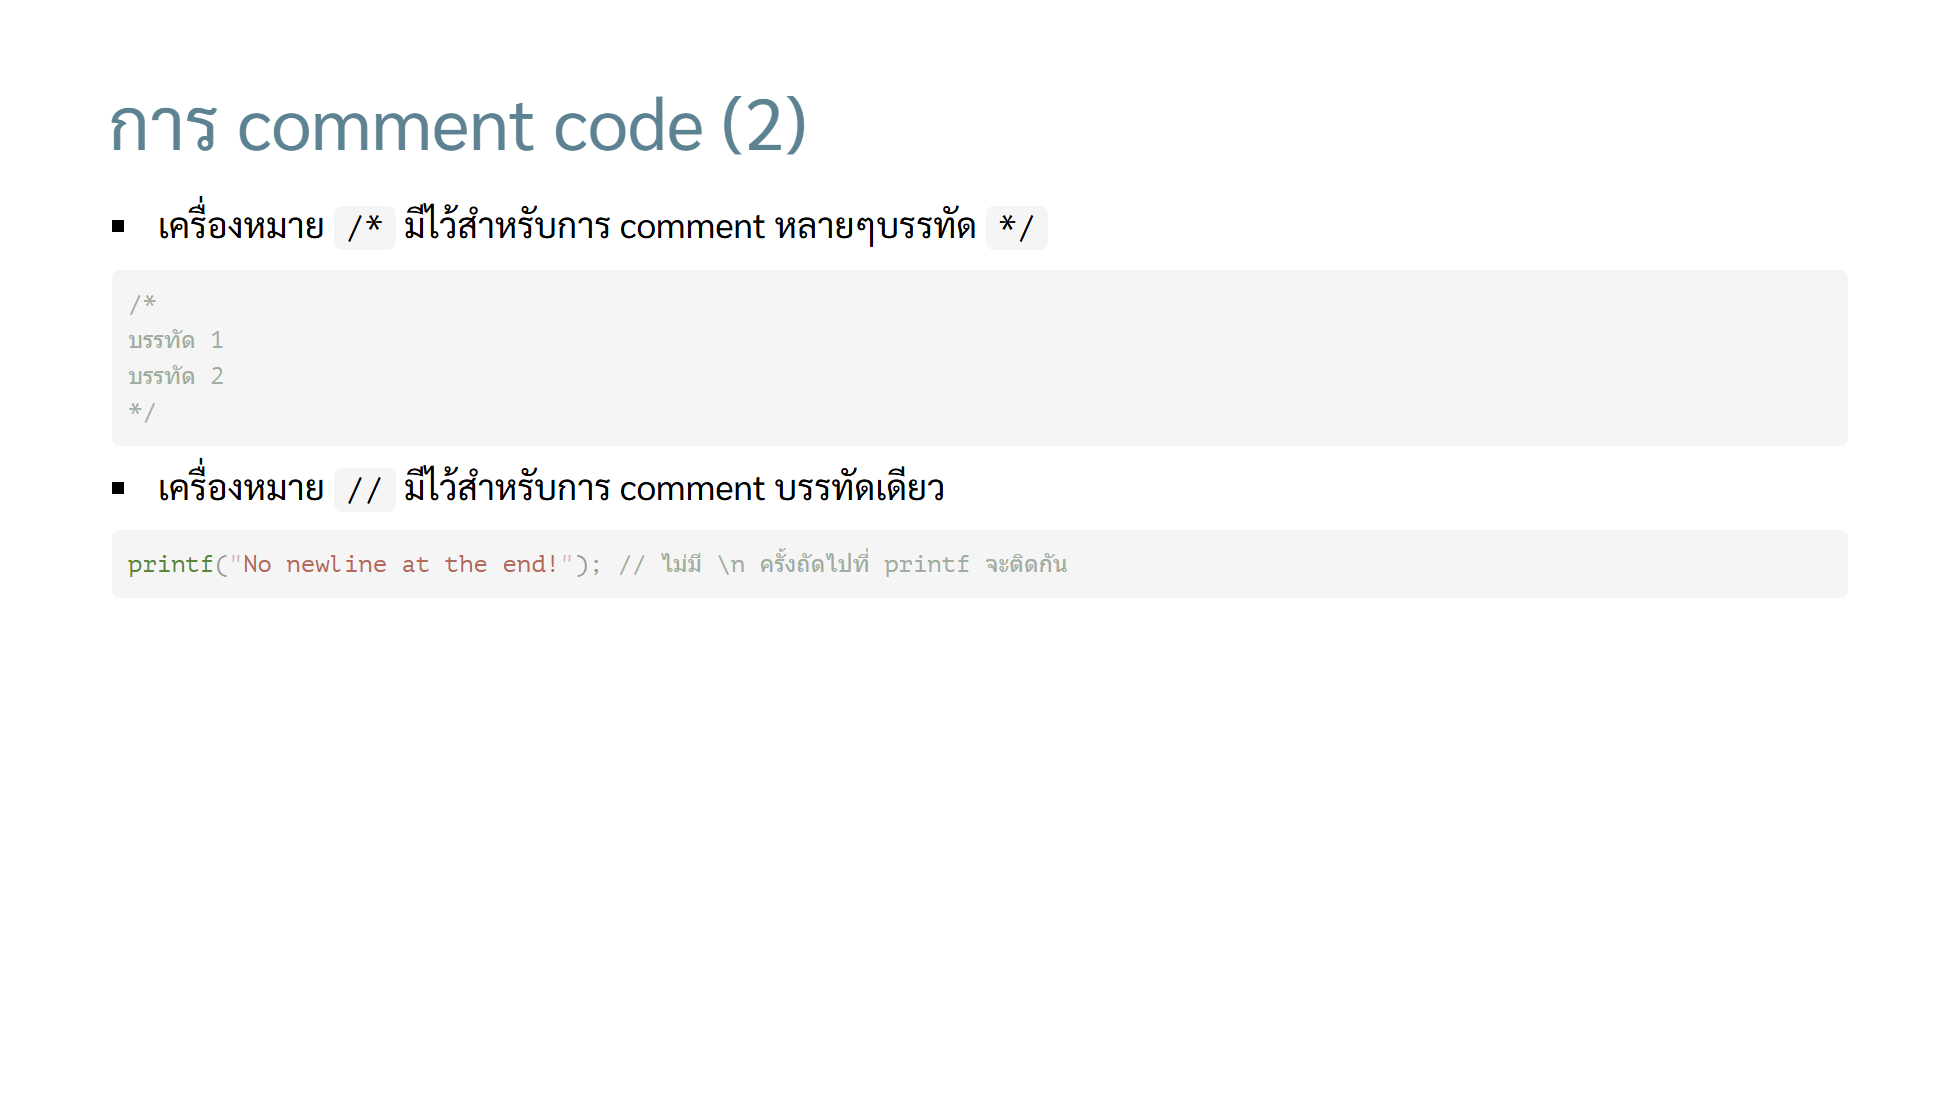 การ comment code (2)
เครื่องหมาย /* มีไว้สำหรับการ comment หลายๆบรรทัด */
/*
บรรทัด 1
บรรทัด 2
*/
เครื่องหมาย // มีไว้สำหรับการ comment บรรทัดเดียว
printf("No newline at the end!"); // ไม่มี \n ครั้งถัดไปที่ printf จะติดกัน